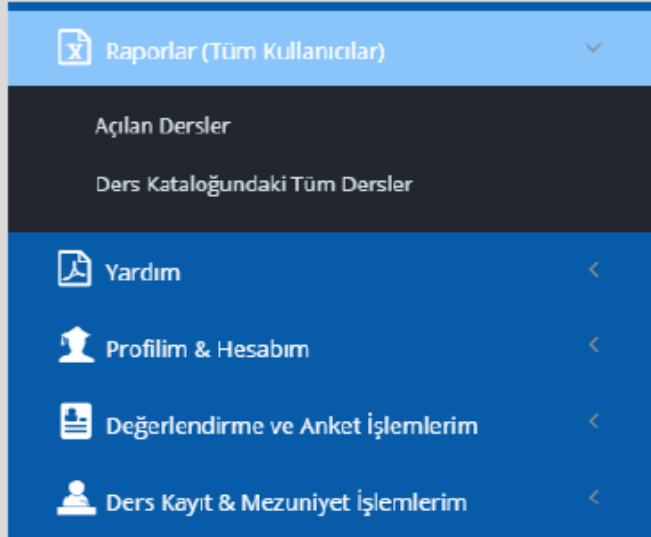 Raporlar (Tüm Kullanıcılar)
Açılan Dersler
Ders Kataloğundaki Tüm Dersler
Yardım
Profilim & Hesabım
Değerlendirme ve Anket İşlemlerim
Ders Kayıt & Mezuniyet İşlemlerim